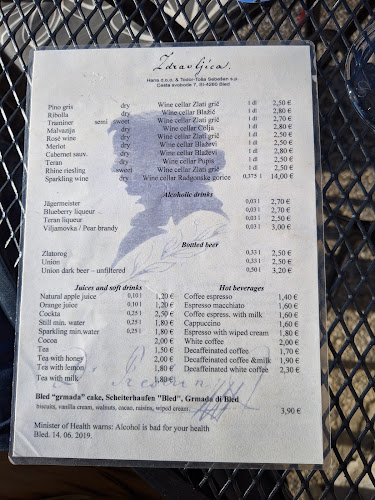 Zdravljica.
Hana d.o.o. & Teodor-Toša Sebešan s.p.
Cesta svobode 7, SI-4260 Bled
Pino gris dry Wine cellar Zlati grič 1 dl 2,50 €
Ribolla dry Wine cellar Blažič 1 dl 2,80 €
Traminer semi sweet Wine cellar Zlati grič 1 dl 2,70 €
Malvazija dry Wine cellar Colja 1 dl 2,80 €
Rosé wine dry Wine cellar Zlati grič 1 dl 2,50 €
Merlot dry Wine cellar Blaževi 1 dl 2,50 €
Cabernet sauv. dry Wine cellar Blaževi 1 dl 2,80 €
Teran dry Wine cellar Pupis 1 dl 2,50 €
Rhine riesling sweet Wine cellar Zlati grič 1 dl 2,50 €
Sparkling wine dry Wine cellar Radgonske gorice 0,375 l 14,00 €
Alcoholic drinks
Jägermeister 0,03 l 2,70 €
Blueberry liqueur 0,03 l 2,70 €
Teran liqueur 0,03 l 2,50 €
Viljamovka / Pear brandy 0,03 l 3,00 €
Bottled beer
Zlatorog 0,33 l 2,50 €
Union 0,33 l 2,50 €
Union dark beer – unfiltered 0,50 l 3,20 €
Juices and soft drinks
Natural apple juice 0,10 l 1,20 €
Orange juice 0,10 l 1,20 €
Cockta 0,25 l 2,50 €
Still min. water 0,25 l 1,80 €
Sparkling min.water 0,25 l 1,80 €
Cocoa 2,00 €
Tea 1,50 €
Tea with honey 2,00 €
Tea with lemon 1,80 €
Tea with milk 1,80 €
Hot beverages
Coffee espresso 1,40 €
Espresso macchiato 1,60 €
Coffee espress. with milk 1,60 €
Cappuccino 1,60 €
Espresso with wiped cream 1,80 €
White coffee 2,00 €
Decaffeinated coffee 1,70 €
Decaffeinated coffee &milk 1,90 €
Decaffeinated white coffee 2,30 €
Bled "grmada" cake, Scheiterhaufen "Bled", Grmada di Bled
biscuits, vanilla cream, walnuts, cacao, raisins, wiped cream. 3,90 €
Minister of Health warns: Alcohol is bad for your health
Bled. 14. 06. 2019.